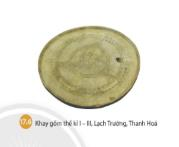 17.6 Khay gốm thế kỉ I - III, Lạch Trường, Thanh Hoá